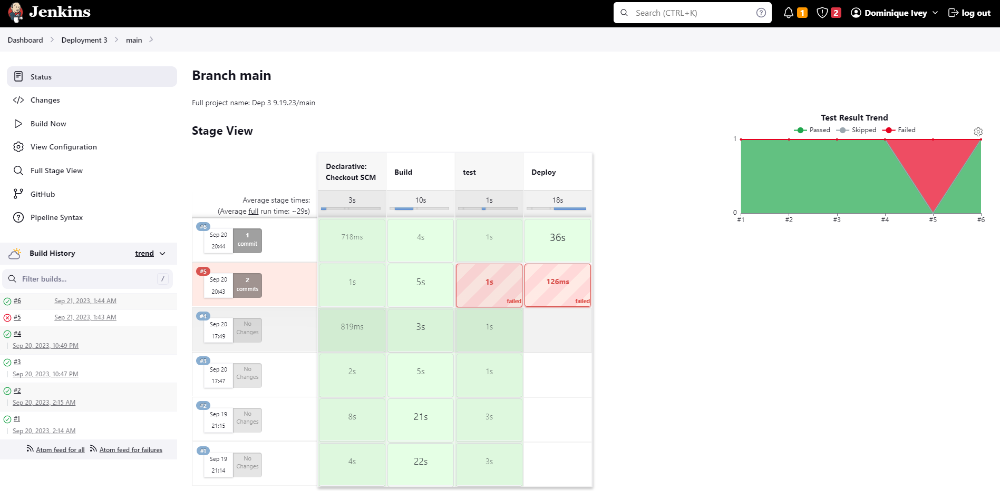 Jenkins
Search (CTRL+K)
1
2
Dominique Ivey
log out
Dashboard
Deployment 3
main
Status
Changes
Build Now
View Configuration
Full Stage View
GitHub
Pipeline Syntax
Build History
trend
Filter builds...
/
#6 Sep 21, 2023, 1:44 AM
#5 Sep 21, 2023, 1:43 AM
#4
Sep 20, 2023, 10:49 PM
#3
Sep 20, 2023, 10:47 PM
#2
Sep 20, 2023, 2:15 AM
#1
Sep 20, 2023, 2:14 AM
Atom feed for all Atom feed for failures
Branch main
Full project name: Dep 3 9.19.23/main
Stage View
Declarative:
Checkout SCM
Build
test
Deploy
Average stage times:
(Average full run time: ~29s)
3s
10s
1s
18s
#6
Sep 20
20:44
1
commit
718ms
4s
1s
36s
#5
Sep 20
20:43
2
commits
1s
5s
1s
failed
126ms
failed
#4
Sep 20
17:49
No
Changes
819ms
3s
1s
#3
Sep 20
17:47
No
Changes
2s
5s
1s
#2
Sep 19
21:15
No
Changes
8s
21s
3s
#1
Sep 19
21:14
No
Changes
4s
22s
3s
Test Result Trend
Passed Skipped Failed
1
0
#1 #2 #3 #4 #5 #6